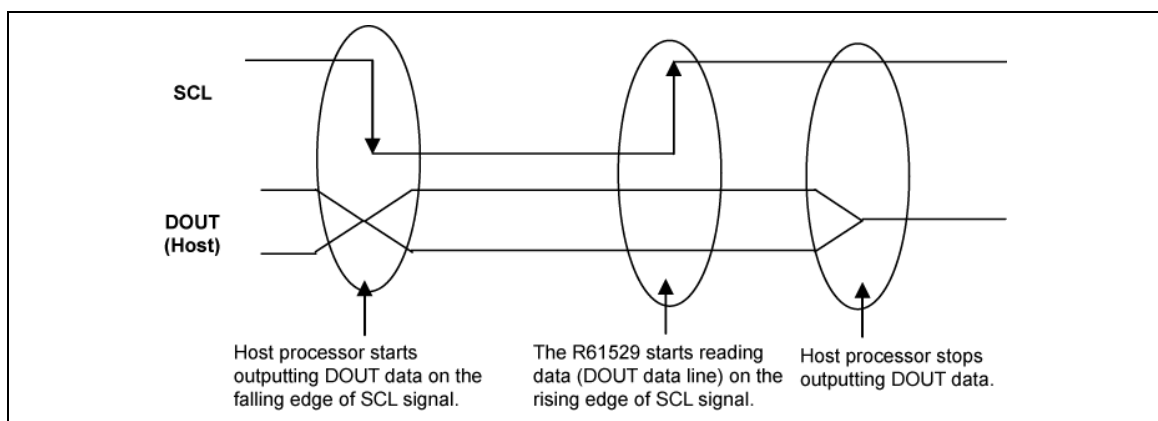 SCL
DOUT
(Host)
Host processor starts
outputting DOUT data on the
falling edge of SCL signal.
The R61529 starts reading
data (DOUT data line) on the
rising edge of SCL signal.
Host processor stops
outputting DOUT data.